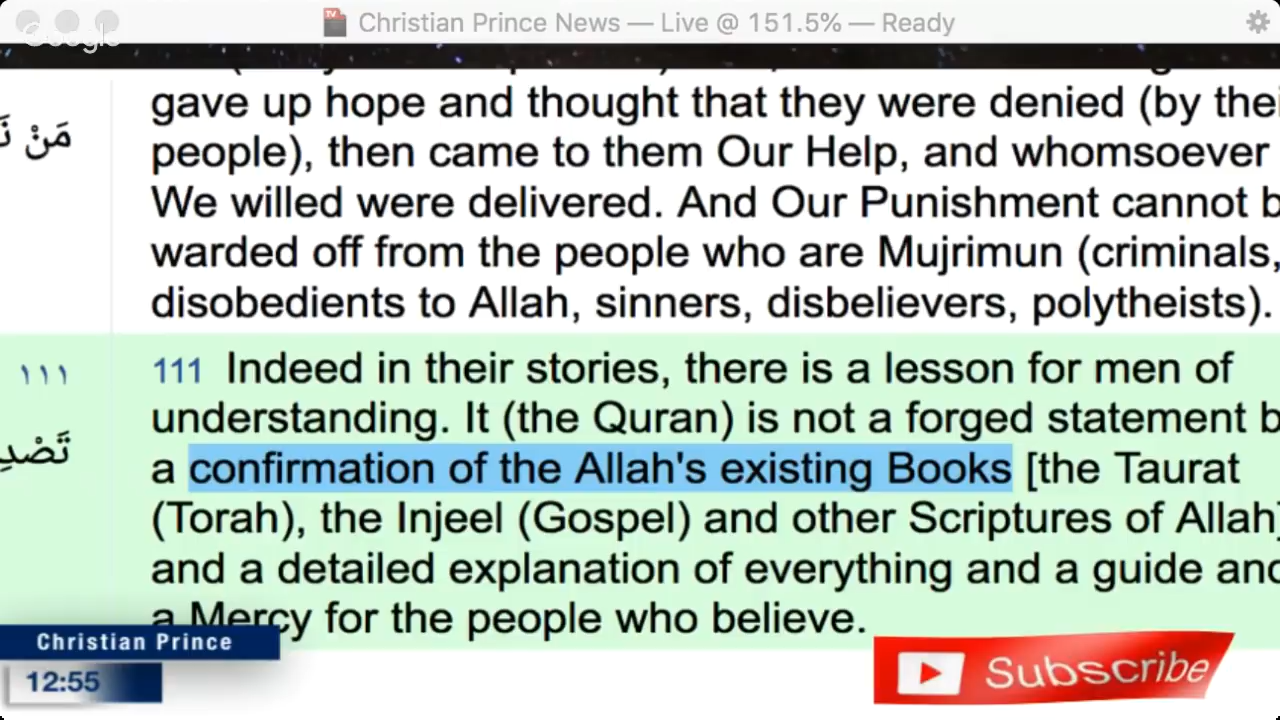 Christian Prince News — Live @ 151.5% — Ready
Google
gave up hope and thought that they were denied (by thei
مَنْ نَ
people), then came to them Our Help, and whomsoever
We willed were delivered. And Our Punishment cannot b
warded off from the people who are Mujrimun (criminals,
disobedients to Allah, sinners, disbelievers, polytheists).
١١١
111 Indeed in their stories, there is a lesson for men of
understanding. It (the Quran) is not a forged statement b
تَصْدِ
a confirmation of the Allah's existing Books [the Taurat
(Torah), the Injeel (Gospel) and other Scriptures of Allah]
and a detailed explanation of everything and a guide and
a Mercy for the people who believe.
Christian Prince
12:55
Subscribe